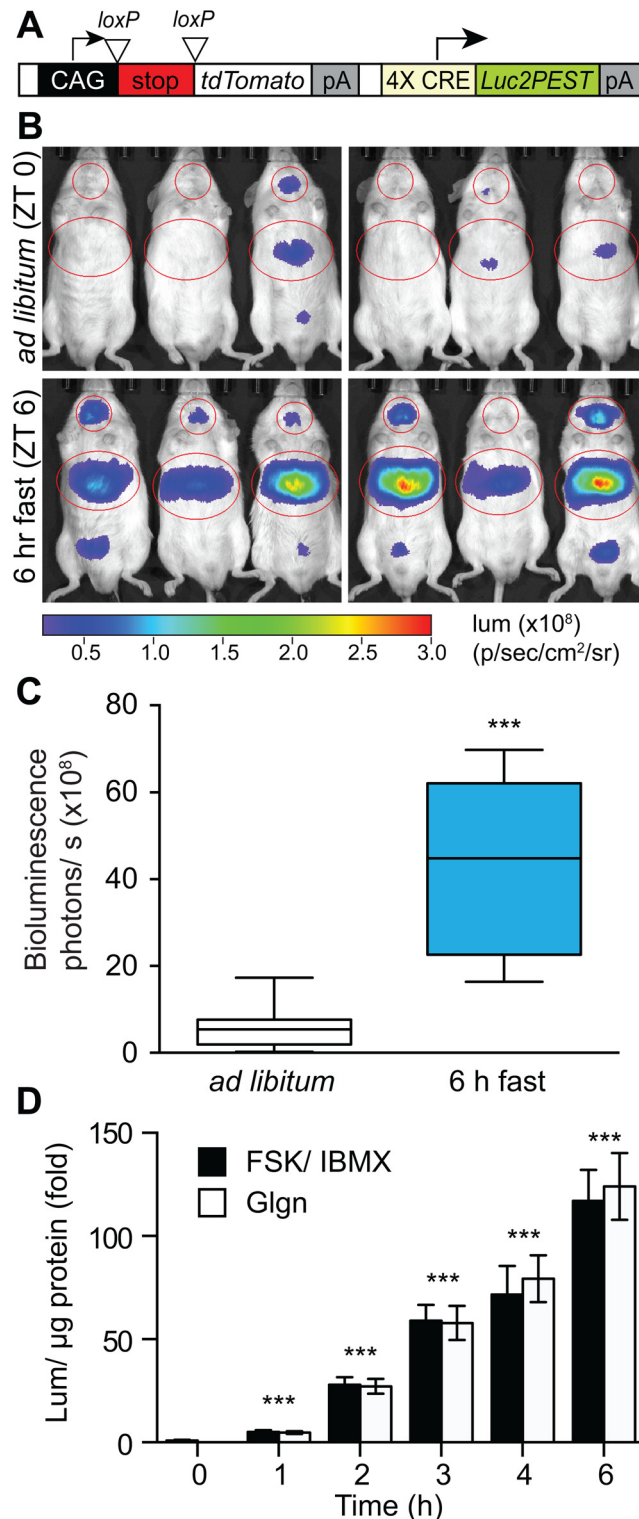 A
loxP loxP
CAG stop tdTomato pA 4X CRE Luc2PEST pA
B
ad libitum (ZT 0)
6 hr fast (ZT 6)
0.5 1.0 1.5 2.0 2.5 3.0
lum (x10⁸)
(p/sec/cm²/sr)
C
Bioluminescence
photons/ s (x10⁸)
80
60
40
20
0
***
ad libitum 6 h fast
D
Lum/ µg protein (fold)
150
100
50
0
FSK/ IBMX
Glgn
***
***
***
***
***
0 1 2 3 4 6
Time (h)